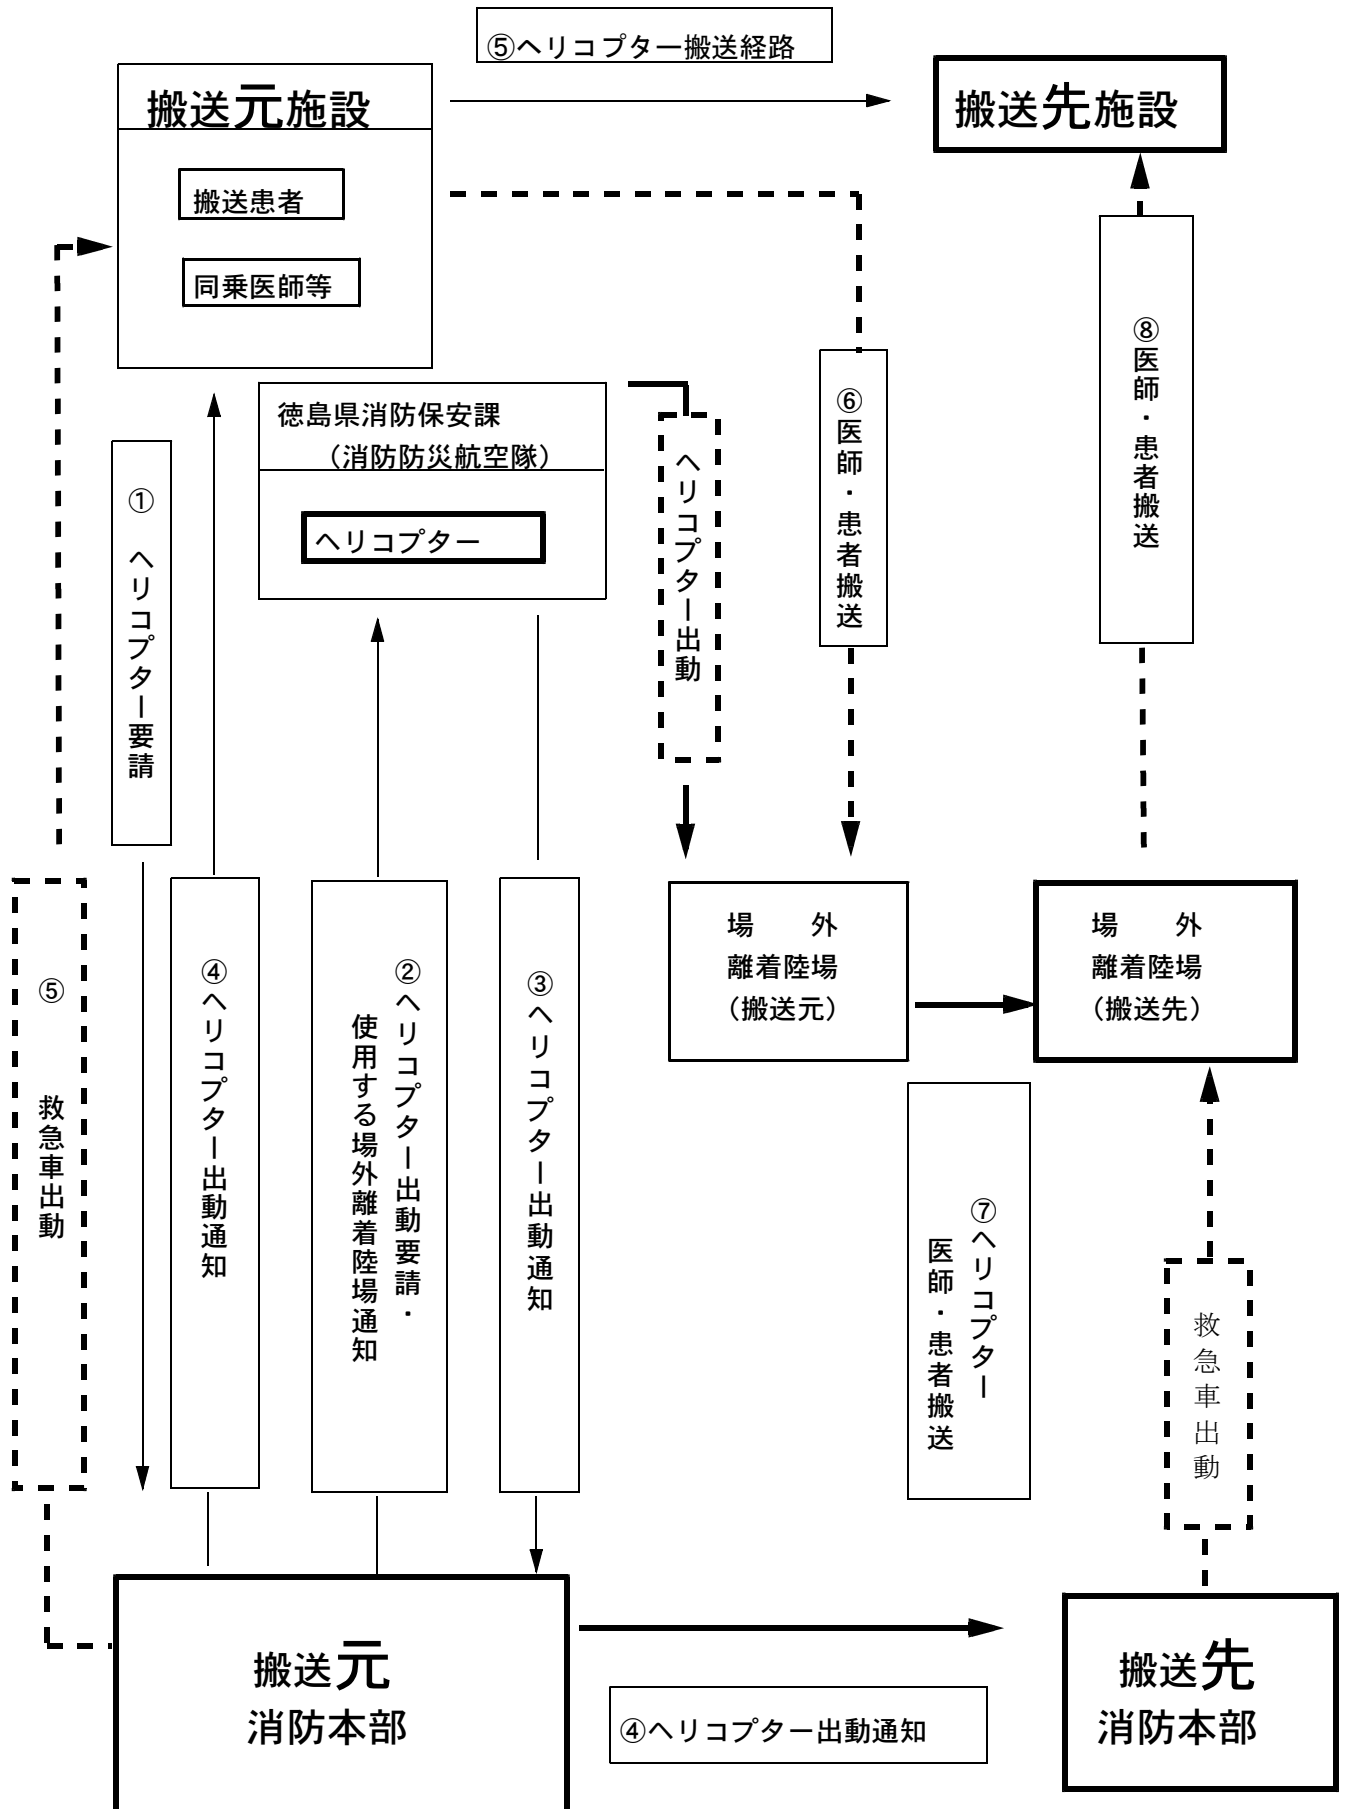 ⑤ヘリコプター搬送経路
搬送元施設
搬送先施設
搬送患者
同乗医師等
徳島県消防保安課
（消防防災航空隊）
ヘリコプター
ヘリコプター出動
⑥医師・患者搬送
⑧医師・患者搬送
① ヘリコプター要請
⑤ 救急車出動
④ヘリコプター出動通知
②ヘリコプター出動要請・
使用する場外離着陸場通知
③ヘリコプター出動通知
場　　外
離着陸場
（搬送元）
場　　外
離着陸場
（搬送先）
⑦ヘリコプター
医師・患者搬送
救急車出動
搬送元
消防本部
④ヘリコプター出動通知
搬送先
消防本部